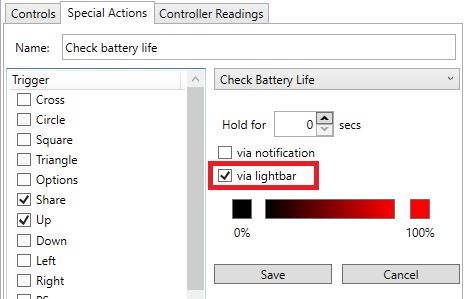 Controls Special Actions Controller Readings
Name: Check battery life
Trigger
Cross
Circle
Square
Triangle
Options
Share
Up
Down
Left
Right
Check Battery Life
Hold for 0 secs
via notification
via lightbar
0% 100%
Save Cancel